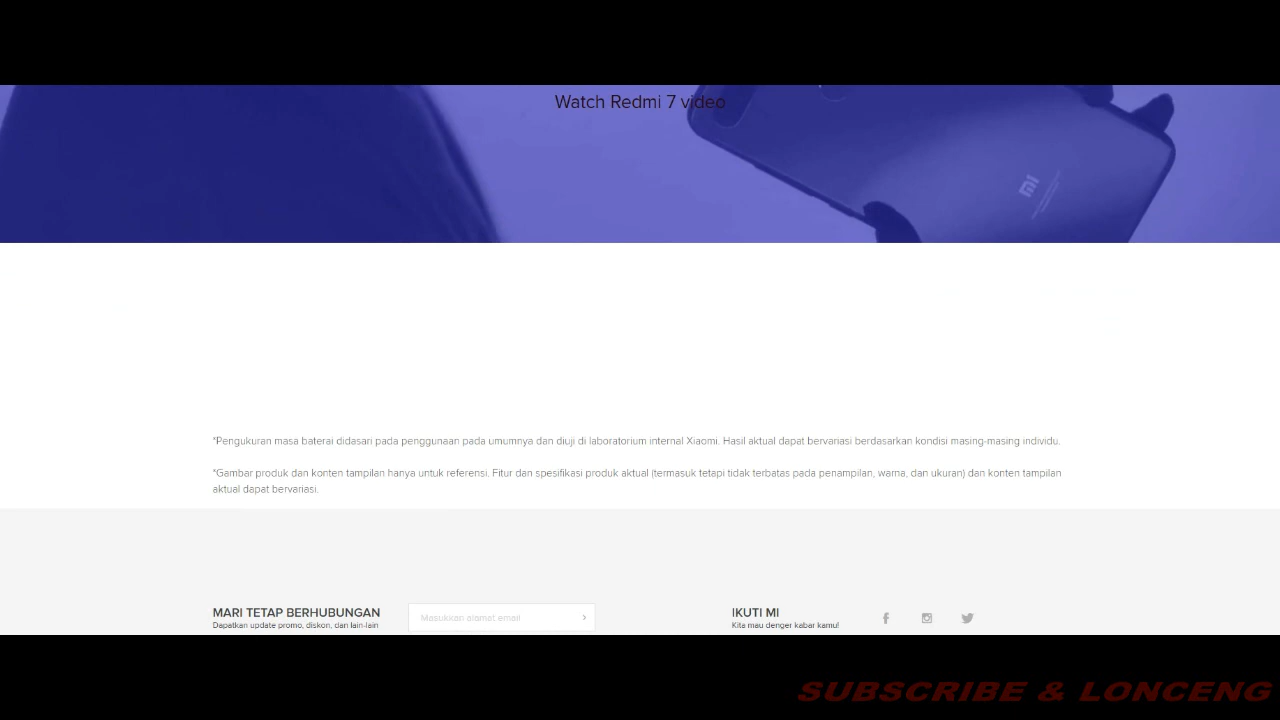 Watch Redmi 7 video
*Pengukuran masa baterai didasari pada penggunaan pada umumnya dan diuji di laboratorium internal Xiaomi. Hasil aktual dapat bervariasi berdasarkan kondisi masing-masing individu.
*Gambar produk dan konten tampilan hanya untuk referensi. Fitur dan spesifikasi produk aktual (termasuk tetapi tidak terbatas pada penampilan, warna, dan ukuran) dan konten tampilan
aktual dapat bervariasi.
MARI TETAP BERHUBUNGAN
Dapatkan update promo, diskon, dan lain-lain
Masukkan alamat email
IKUTI MI
Kita mau denger kabar kamu!
SUBSCRIBE & LONCENG